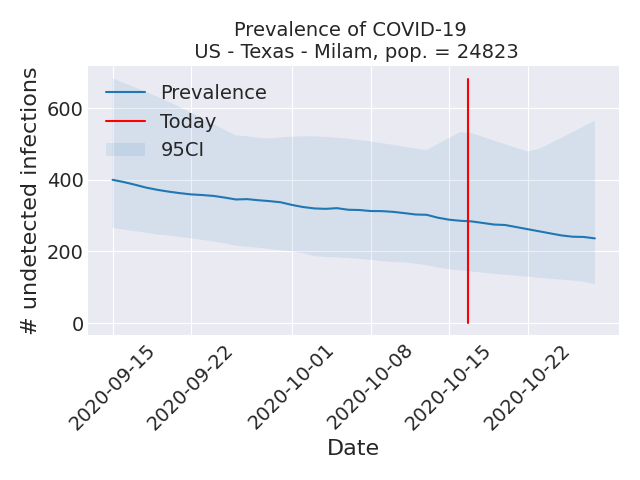 Prevalence of COVID-19
US - Texas - Milam, pop. = 24823
# undetected infections
600
400
200
0
Prevalence
Today
95CI
2020-09-15
2020-09-22
2020-10-01
2020-10-08
2020-10-15
2020-10-22
Date